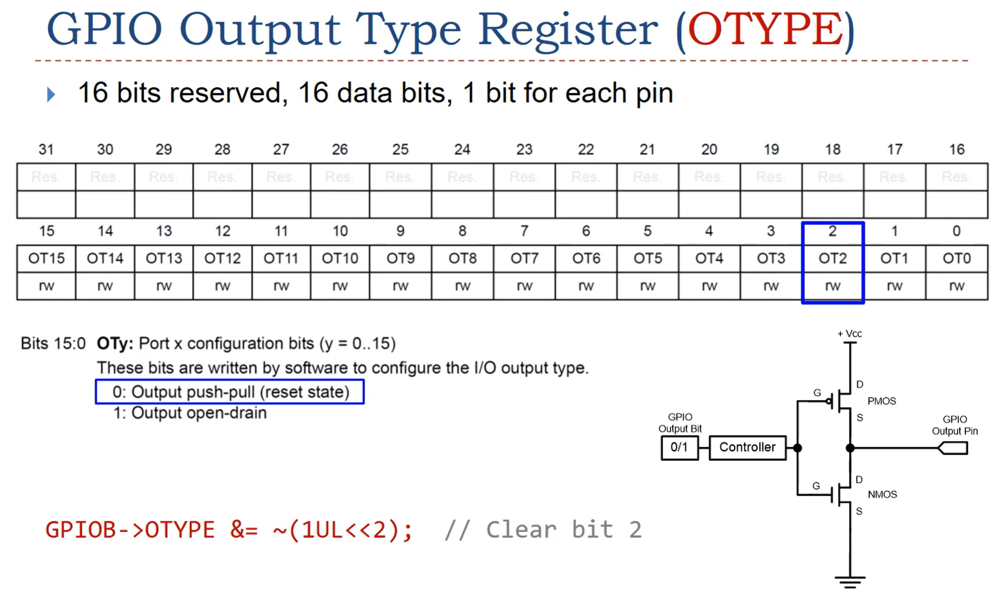 GPIO Output Type Register (OTYPE)
16 bits reserved, 16 data bits, 1 bit for each pin
31 30 29 28 27 26 25 24 23 22 21 20 19 18 17 16
Res. Res. Res. Res. Res. Res. Res. Res. Res. Res. Res. Res. Res. Res. Res. Res.
15 14 13 12 11 10 9 8 7 6 5 4 3 2 1 0
OT15 OT14 OT13 OT12 OT11 OT10 OT9 OT8 OT7 OT6 OT5 OT4 OT3 OT2 OT1 OT0
rw rw rw rw rw rw rw rw rw rw rw rw rw rw rw rw
Bits 15:0 OTy: Port x configuration bits (y = 0..15)
These bits are written by software to configure the I/O output type.
0: Output push-pull (reset state)
1: Output open-drain
+ Vcc
D
G
PMOS
S
GPIO
Output Bit
0/1
Controller
GPIO
Output Pin
D
G
NMOS
S
GPIOB->OTYPE &= ~(1UL<<2); // Clear bit 2